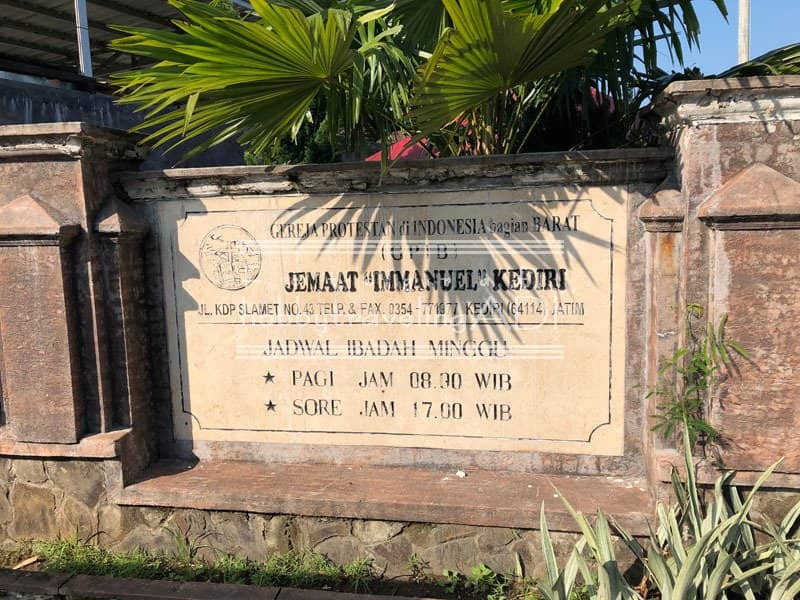 GEREJA PROTESTAN di INDONESIA bagian BARAT
(G P I B)
JEMAAT "IMMANUEL" KEDIRI
JL. KDP SLAMET NO. 43 TELP. & FAX. 0354 - 771977 KEDIRI (64114) JATIM
JADWAL IBADAH MINGGU
★ PAGI JAM 08.00 WIB
★ SORE JAM 17.00 WIB